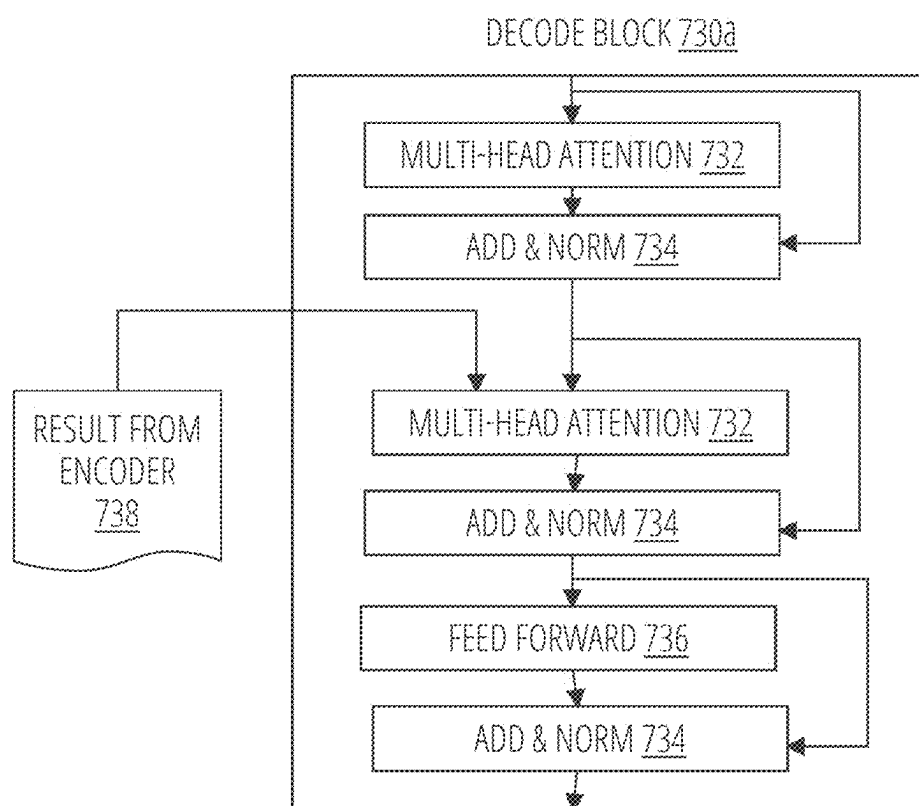 DECODE BLOCK 730a
MULTI-HEAD ATTENTION 732
ADD & NORM 734
RESULT FROM
ENCODER
738
MULTI-HEAD ATTENTION 732
ADD & NORM 734
FEED FORWARD 736
ADD & NORM 734